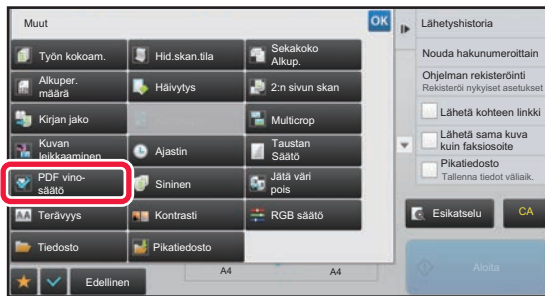 Muut
OK
Työn kokoam.
Hid.skan.tila
Sekakoko
Alkup.
Alkuper.
määrä
Häivytys
2:n sivun skan
Kirjan jako
Multicrop
Kuvan
leikkaaminen
Ajastin
Taustan
Säätö
PDF vino-
säätö
Sininen
Jätä väri
pois
Terävyys
Kontrasti
RGB säätö
Tiedosto
Pikatiedosto
Edellinen
A4
A4
Lähetyshistoria
Nouda hakunumeroittain
Ohjelman rekisteröinti
Rekisteröi nykyiset asetukset
Lähetä kohteen linkki
Lähetä sama kuva
kuin faksiosoite
Pikatiedosto
Tallenna tiedot väliaik.
Esikatselu
CA
Aloita